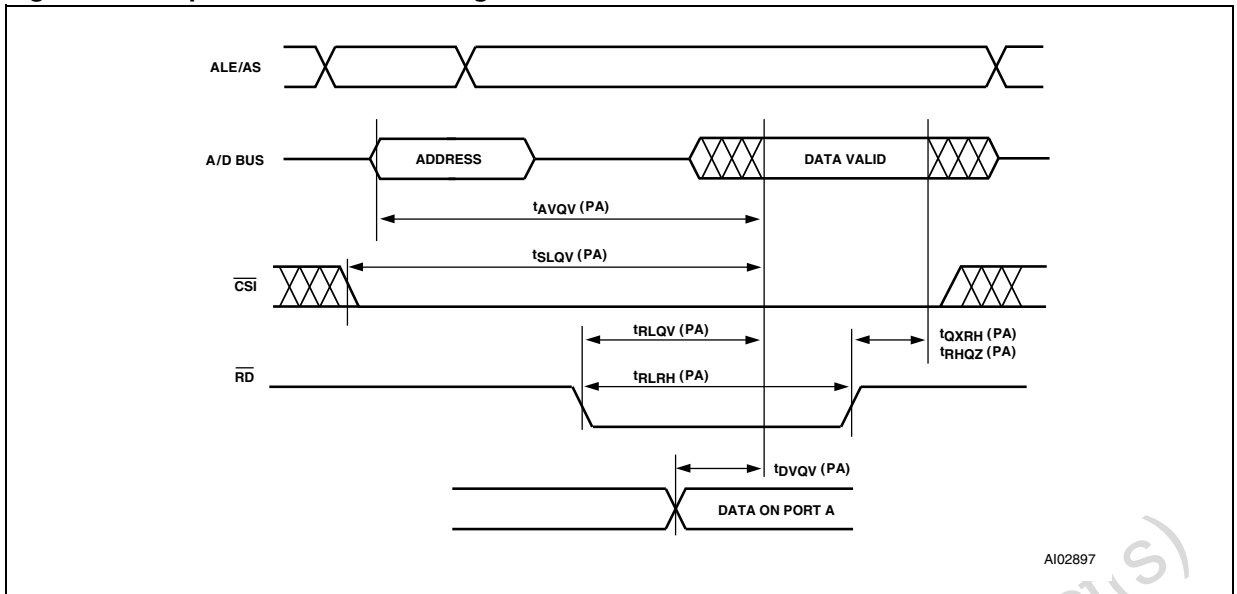 ALE/AS
A/D BUS
ADDRESS
DATA VALID
tAVQV (PA)
tSLQV (PA)
CSI
tRLQV (PA)
tQXRH (PA)
tRHQZ (PA)
RD
tRLRH (PA)
tDVQV (PA)
DATA ON PORT A
AI02897